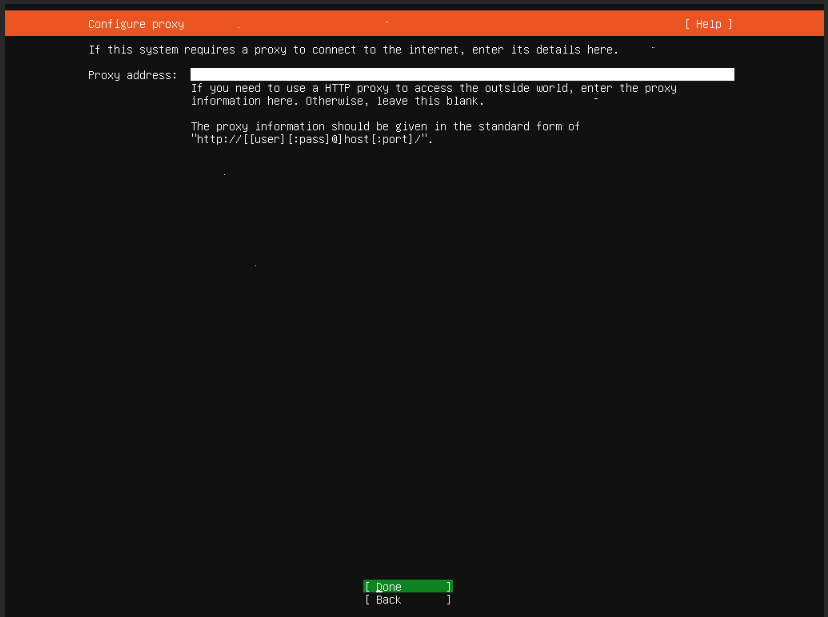 Configure proxy [ Help ]
If this system requires a proxy to connect to the internet, enter its details here.
Proxy address:
If you need to use a HTTP proxy to access the outside world, enter the proxy
information here. Otherwise, leave this blank.
The proxy information should be given in the standard form of
"http://[[user][:pass]@]host[:port]/".
[ Done ]
[ Back ]